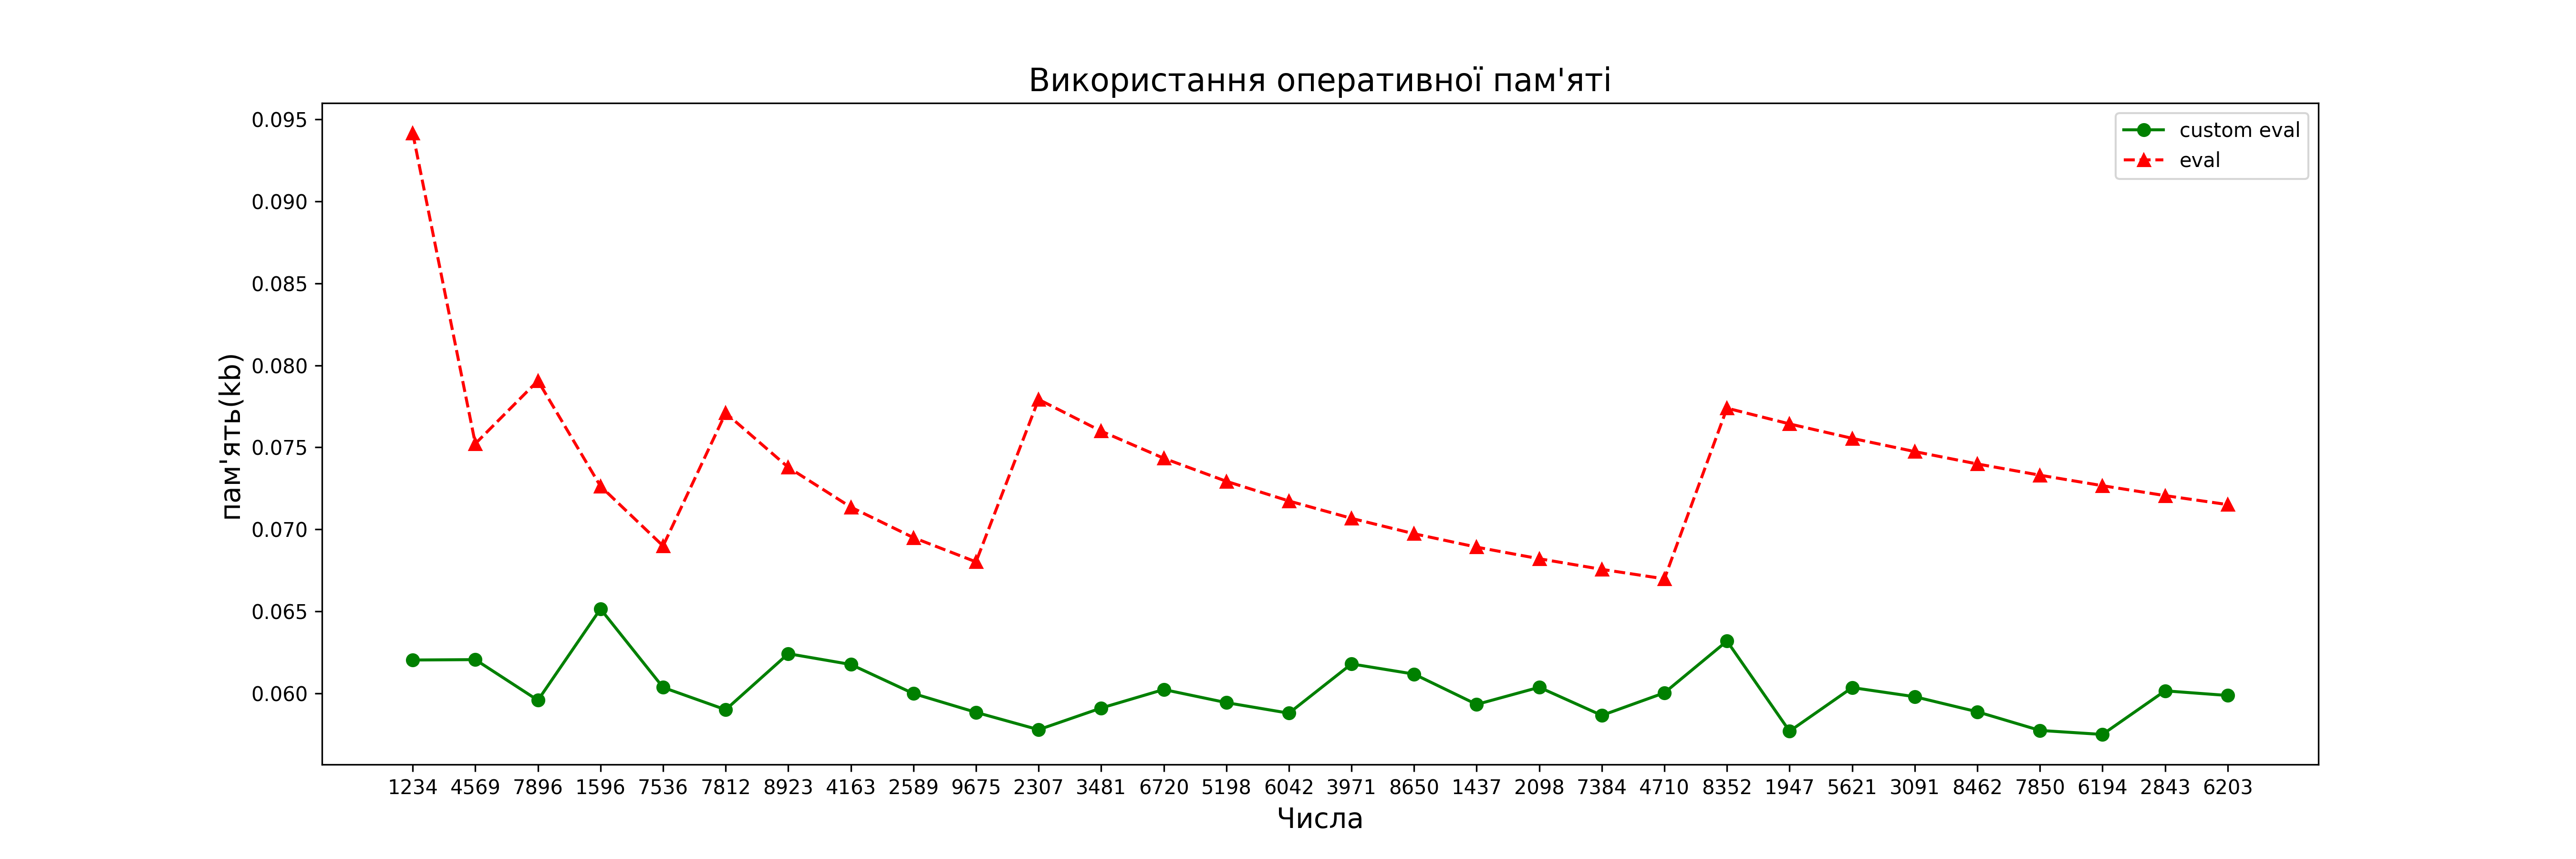 Використання оперативної пам'яті
custom eval
eval
0.095
0.090
0.085
0.080
0.075
0.070
0.065
0.060
пам'ять(kb)
1234 4569 7896 1596 7536 7812 8923 4163 2589 9675 2307 3481 6720 5198 6042 3971 8650 1437 2098 7384 4710 8352 1947 5621 3091 8462 7850 6194 2843 6203
Числа